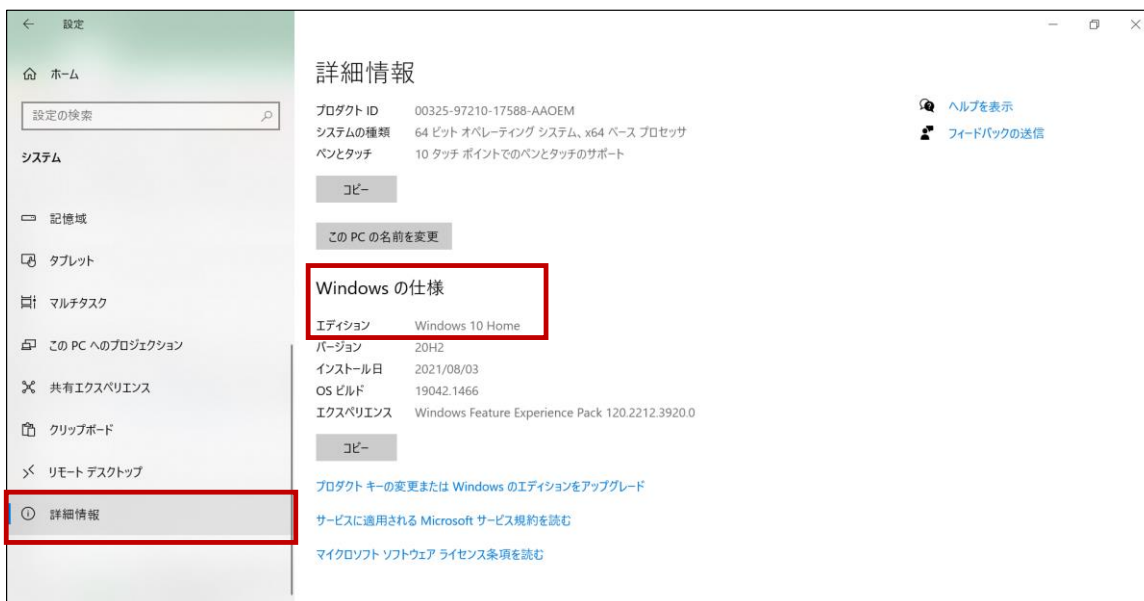 設定
ホーム
設定の検索
システム
記憶域
タブレット
マルチタスク
この PC へのプロジェクション
共有エクスペリエンス
クリップボード
リモート デスクトップ
詳細情報
詳細情報
プロダクト ID 00325-97210-17588-AAOEM
システムの種類 64 ビット オペレーティング システム、x64 ベース プロセッサ
ペンとタッチ 10 タッチ ポイントでのペンとタッチのサポート
コピー
この PC の名前を変更
Windows の仕様
エディション Windows 10 Home
バージョン 20H2
インストール日 2021/08/03
OS ビルド 19042.1466
エクスペリエンス Windows Feature Experience Pack 120.2212.3920.0
コピー
プロダクト キーの変更または Windows のエディションをアップグレード
サービスに適用される Microsoft サービス規約を読む
マイクロソフト ソフトウェア ライセンス条項を読む
ヘルプを表示
フィードバックの送信